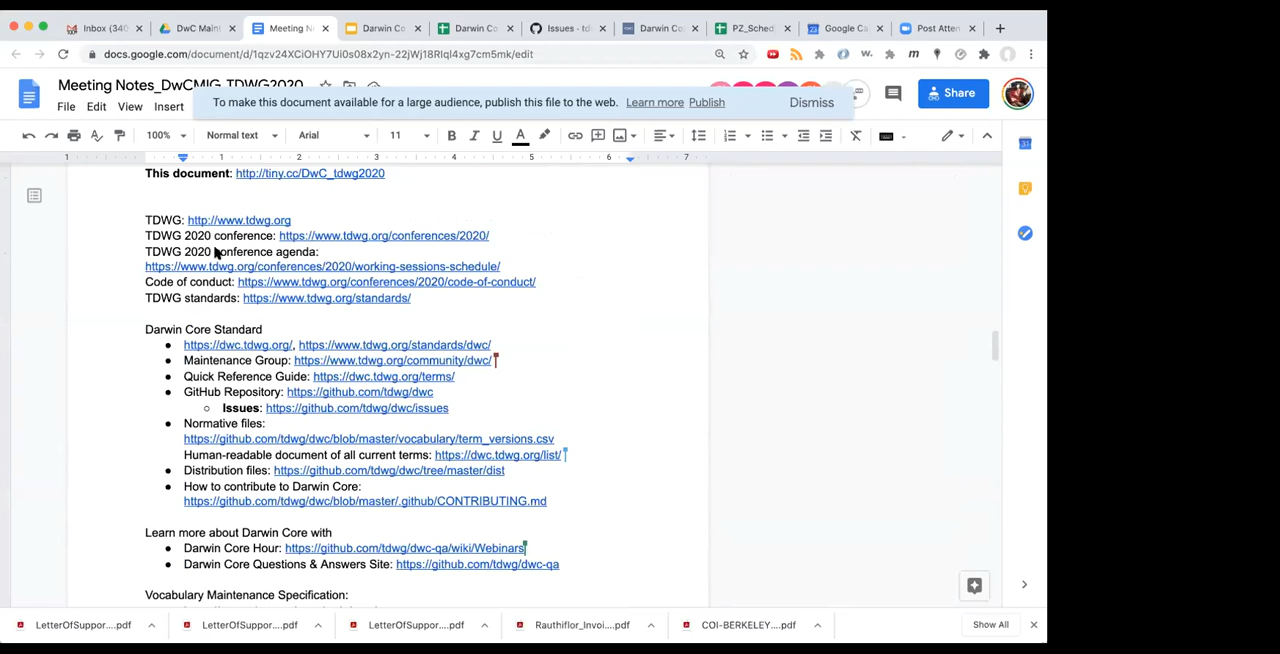 Inbox (34
DwC Main
Meeting N
Darwin Co
Darwin Co
Issues - td
Darwin Co
PZ_Sched
Google Ca
Post Atten
docs.google.com/document/d/1qzv24XCiOHY7Ui0s08x2yn-22jWj18RIqI4xg7cm5mk/edit
Meeting Notes_DwCMIG_TDWG2020
File Edit View Insert
To make this document available for a large audience, publish this file to the web. Learn more Publish Dismiss
Share
100% Normal text Arial 11 B I U A
1 1 2 3 4 5 6 7
This document: http://tiny.cc/DwC_tdwg2020
TDWG: http://www.tdwg.org
TDWG 2020 conference: https://www.tdwg.org/conferences/2020/
TDWG 2020 conference agenda:
https://www.tdwg.org/conferences/2020/working-sessions-schedule/
Code of conduct: https://www.tdwg.org/conferences/2020/code-of-conduct/
TDWG standards: https://www.tdwg.org/standards/
Darwin Core Standard
● https://dwc.tdwg.org/, https://www.tdwg.org/standards/dwc/
● Maintenance Group: https://www.tdwg.org/community/dwc/
● Quick Reference Guide: https://dwc.tdwg.org/terms/
● GitHub Repository: https://github.com/tdwg/dwc
○ Issues: https://github.com/tdwg/dwc/issues
● Normative files:
https://github.com/tdwg/dwc/blob/master/vocabulary/term_versions.csv
Human-readable document of all current terms: https://dwc.tdwg.org/list/
● Distribution files: https://github.com/tdwg/dwc/tree/master/dist
● How to contribute to Darwin Core:
https://github.com/tdwg/dwc/blob/master/.github/CONTRIBUTING.md
Learn more about Darwin Core with
● Darwin Core Hour: https://github.com/tdwg/dwc-qa/wiki/Webinars
● Darwin Core Questions & Answers Site: https://github.com/tdwg/dwc-qa
Vocabulary Maintenance Specification:
LetterOfSuppor....pdf
LetterOfSuppor....pdf
LetterOfSuppor....pdf
Rauthiflor_Invoi....pdf
COI-BERKELEY....pdf
Show All